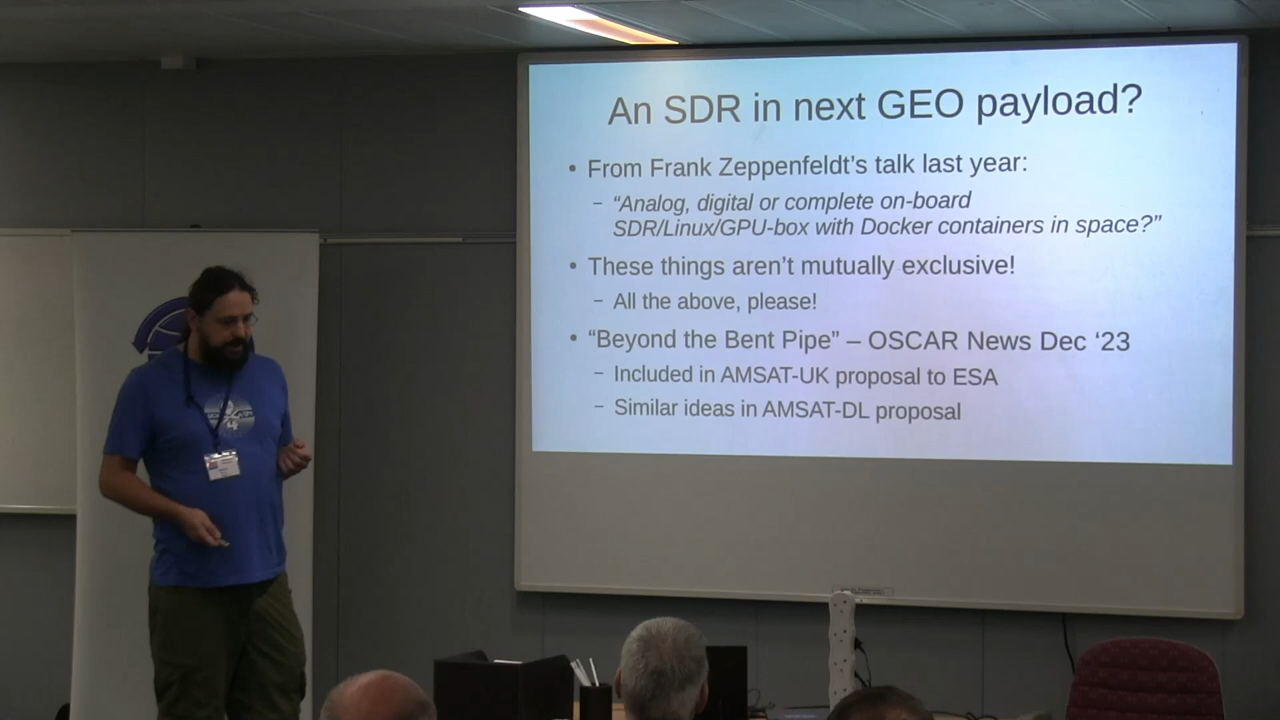 An SDR in next GEO payload?
• From Frank Zeppenfeldt’s talk last year:
– “Analog, digital or complete on-board
SDR/Linux/GPU-box with Docker containers in space?”
• These things aren’t mutually exclusive!
– All the above, please!
• “Beyond the Bent Pipe” – OSCAR News Dec ‘23
– Included in AMSAT-UK proposal to ESA
– Similar ideas in AMSAT-DL proposal